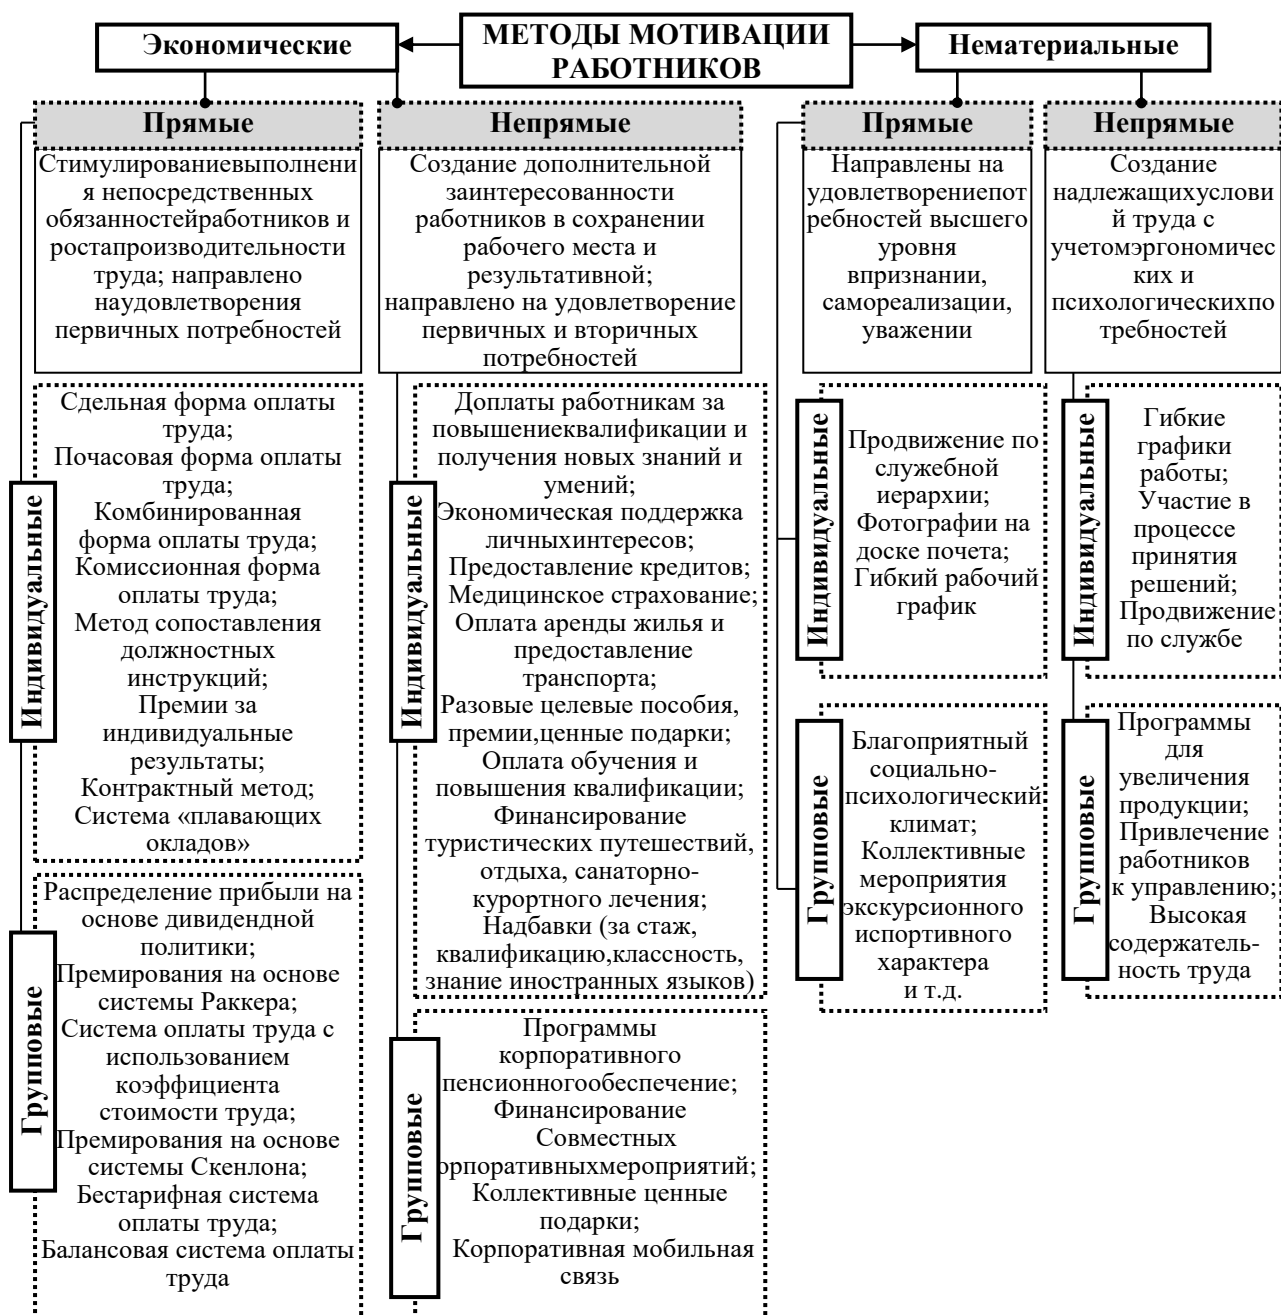 МЕТОДЫ МОТИВАЦИИ
РАБОТНИКОВ
Экономические
Нематериальные
Прямые
Стимулированиевыполнени
я непосредственных
обязанностейработников и
ростапроизводительности
труда; направлено
наудовлетворения
первичных потребностей
Индивидуальные
Сдельная форма оплаты
труда;
Почасовая форма оплаты
труда;
Комбинированная
форма оплаты труда;
Комиссионная форма
оплаты труда;
Метод сопоставления
должностных
инструкций;
Премии за
индивидуальные
результаты;
Контрактный метод;
Система «плавающих
окладов»
Групповые
Распределение прибыли на
основе дивидендной
политики;
Премирования на основе
системы Раккера;
Система оплаты труда с
использованием
коэффициента
стоимости труда;
Премирования на основе
системы Скенлона;
Бестарифная система
оплаты труда;
Балансовая система оплаты
труда
Непрямые
Создание дополнительной
заинтересованности
работников в сохранении
рабочего места и
результативной;
направлено на удовлетворение
первичных и вторичных
потребностей
Индивидуальные
Доплаты работникам за
повышениеквалификации и
получения новых знаний и
умений;
Экономическая поддержка
личныхинтересов;
Предоставление кредитов;
Медицинское страхование;
Оплата аренды жилья и
предоставление
транспорта;
Разовые целевые пособия,
премии,ценные подарки;
Оплата обучения и
повышения квалификации;
Финансирование
туристических путешествий,
отдыха, санаторно-
курортного лечения;
Надбавки (за стаж,
квалификацию,классность,
знание иностранных языков)
Групповые
Программы
корпоративного
пенсионногообеспечение;
Финансирование
Совместных
орпоративныхмероприятий;
Коллективные ценные
подарки;
Корпоративная мобильная
связь
Прямые
Направлены на
удовлетворениепот
ребностей высшего
уровня
впризнании,
самореализации,
уважении
Индивидуальные
Продвижение по
служебной
иерархии;
Фотографии на
доске почета;
Гибкий рабочий
график
Групповые
Благоприятный
социально-
психологический
климат;
Коллективные
мероприятия
экскурсионного
испортивного
характера
и т.д.
Непрямые
Создание
надлежащихуслови
й труда с
учетомэргономичес
ких и
психологическихпо
требностей
Индивидуальные
Гибкие
графики
работы;
Участие в
процессе
принятия
решений;
Продвижение
по службе
Групповые
Программы
для
увеличения
продукции;
Привлечение
работников
к управлению;
Высокая
содержатель-
ность труда